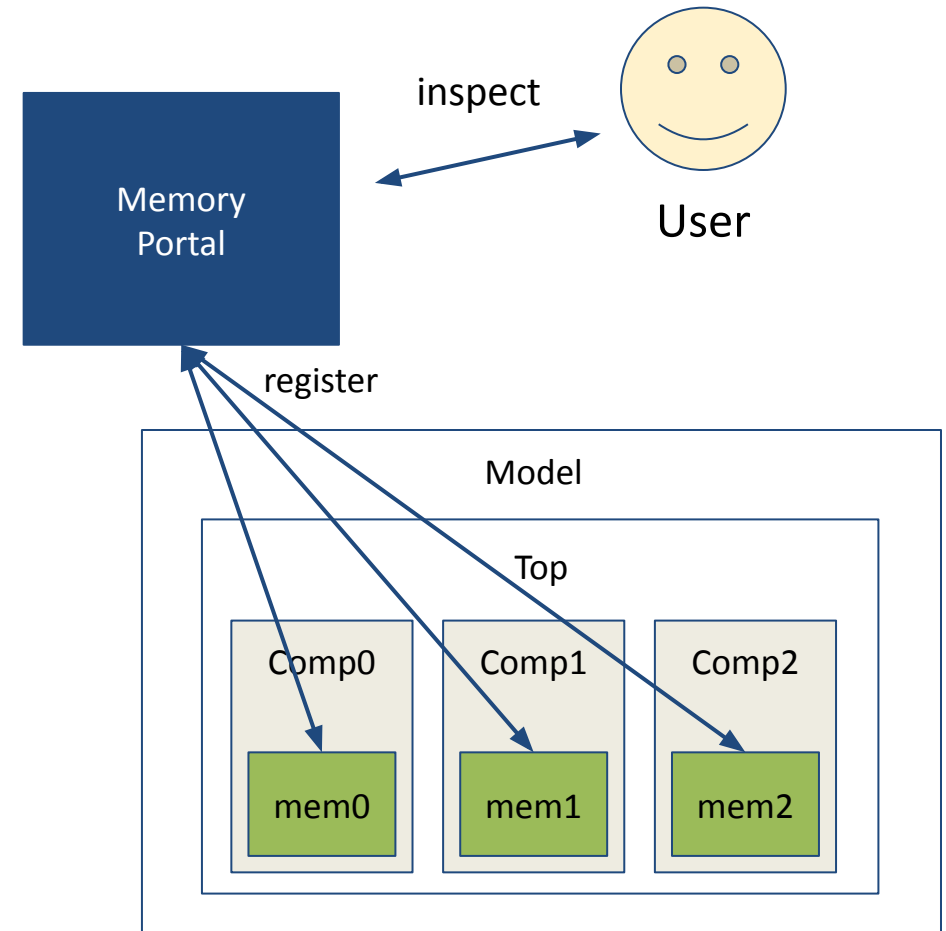 inspect
Memory
Portal
User
register
Model
Top
Comp0
Comp1
Comp2
mem0
mem1
mem2